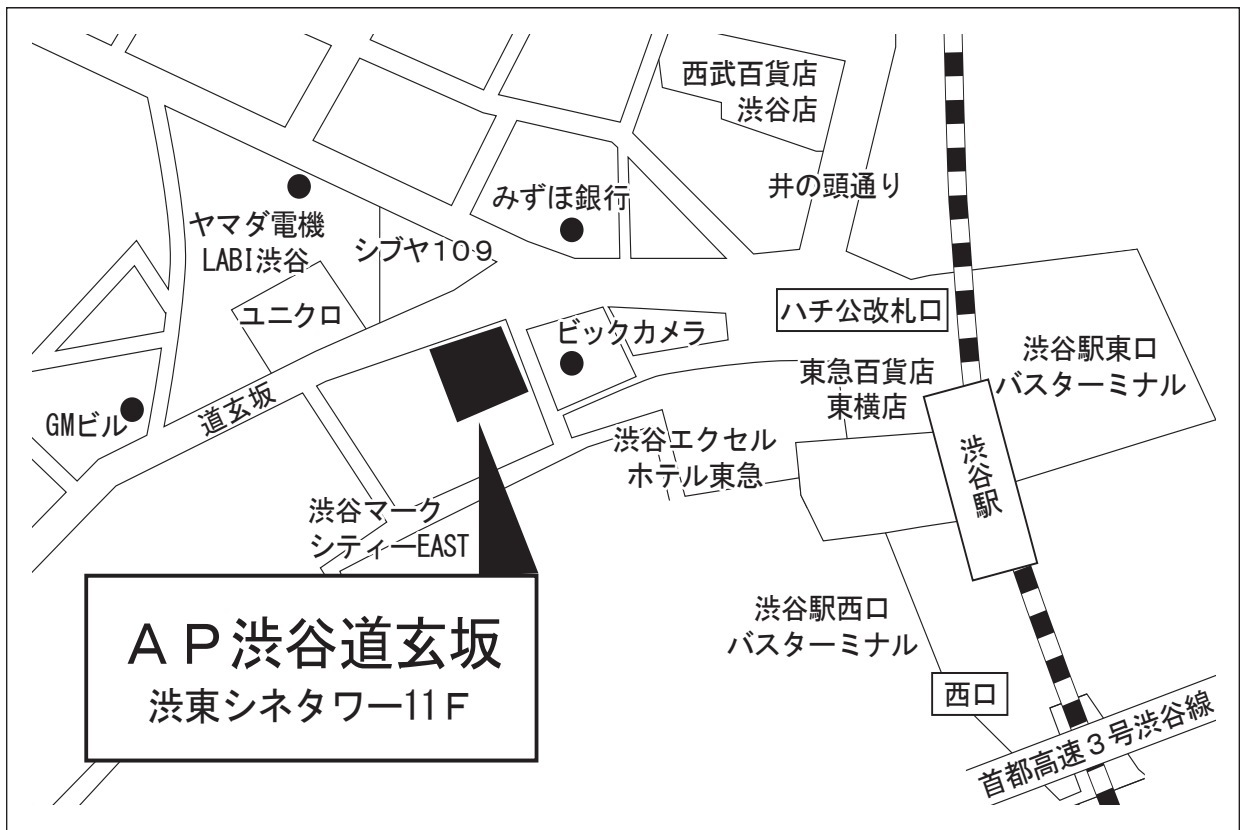 西武百貨店
渋谷店
井の頭通り
みずほ銀行
ヤマダ電機
LABI渋谷
シブヤ109
ユニクロ
ビックカメラ
ハチ公改札口
東急百貨店
東横店
渋谷駅東口
バスターミナル
GMビル
道玄坂
渋谷エクセル
ホテル東急
渋谷駅
渋谷マーク
シティーEAST
渋谷駅西口
バスターミナル
西口
首都高速3号渋谷線
AP渋谷道玄坂
渋東シネタワー11F